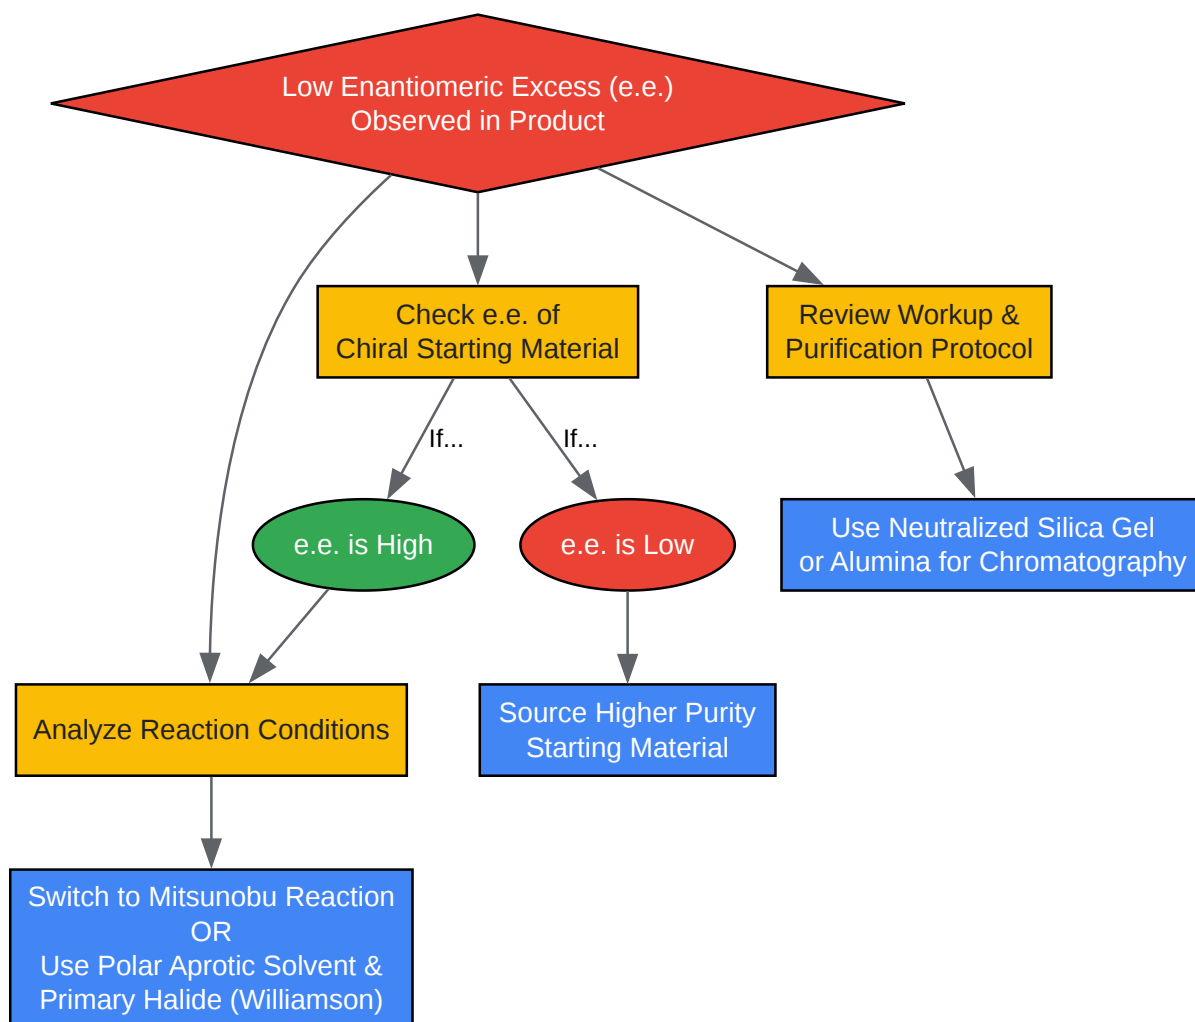 Low Enantiomeric Excess (e.e.)
Observed in Product
Check e.e. of
Chiral Starting Material
Review Workup &
Purification Protocol
If...
If...
e.e. is High
e.e. is Low
Use Neutralized Silica Gel
or Alumina for Chromatography
Analyze Reaction Conditions
Source Higher Purity
Starting Material
Switch to Mitsunobu Reaction
OR
Use Polar Aprotic Solvent &
Primary Halide (Williamson)